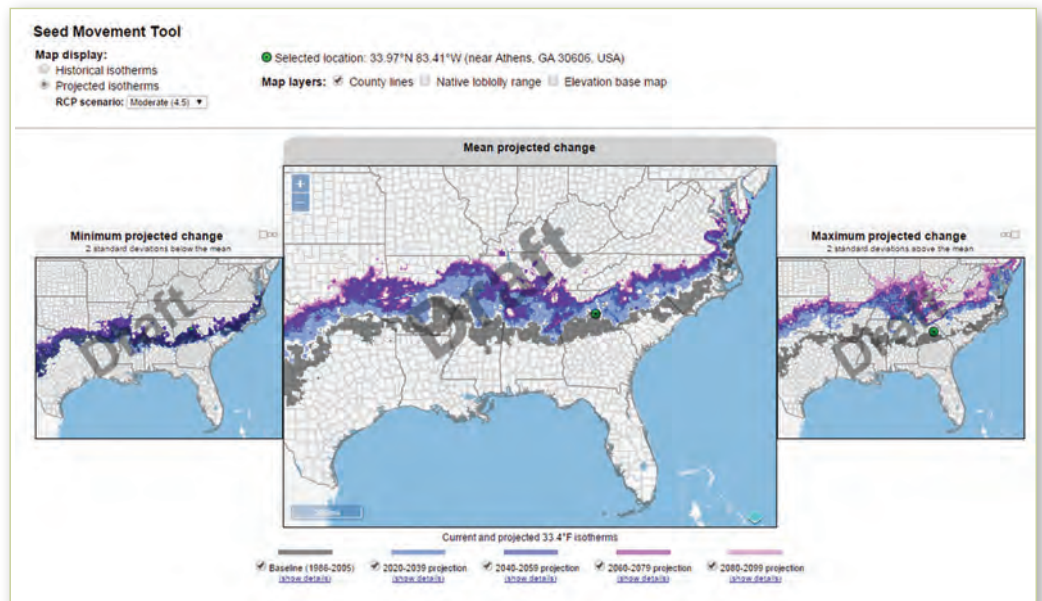 Seed Movement Tool
Map display:
Historical isotherms
Projected isotherms
RCP scenario: Moderate (4.5)
Selected location: 33.97°N 83.41°W (near Athens, GA 30606, USA)
Map layers: County lines Native loblolly range Elevation base map
Mean projected change
+
−
Draft
Minimum projected change
2 standard deviations below the mean
Draft
Maximum projected change
2 standard deviations above the mean
Draft
Current and projected 33.4°F isotherms
Baseline (1986-2005)
(show details)
2020-2039 projection
(show details)
2040-2059 projection
(show details)
2060-2079 projection
(show details)
2080-2099 projection
(show details)